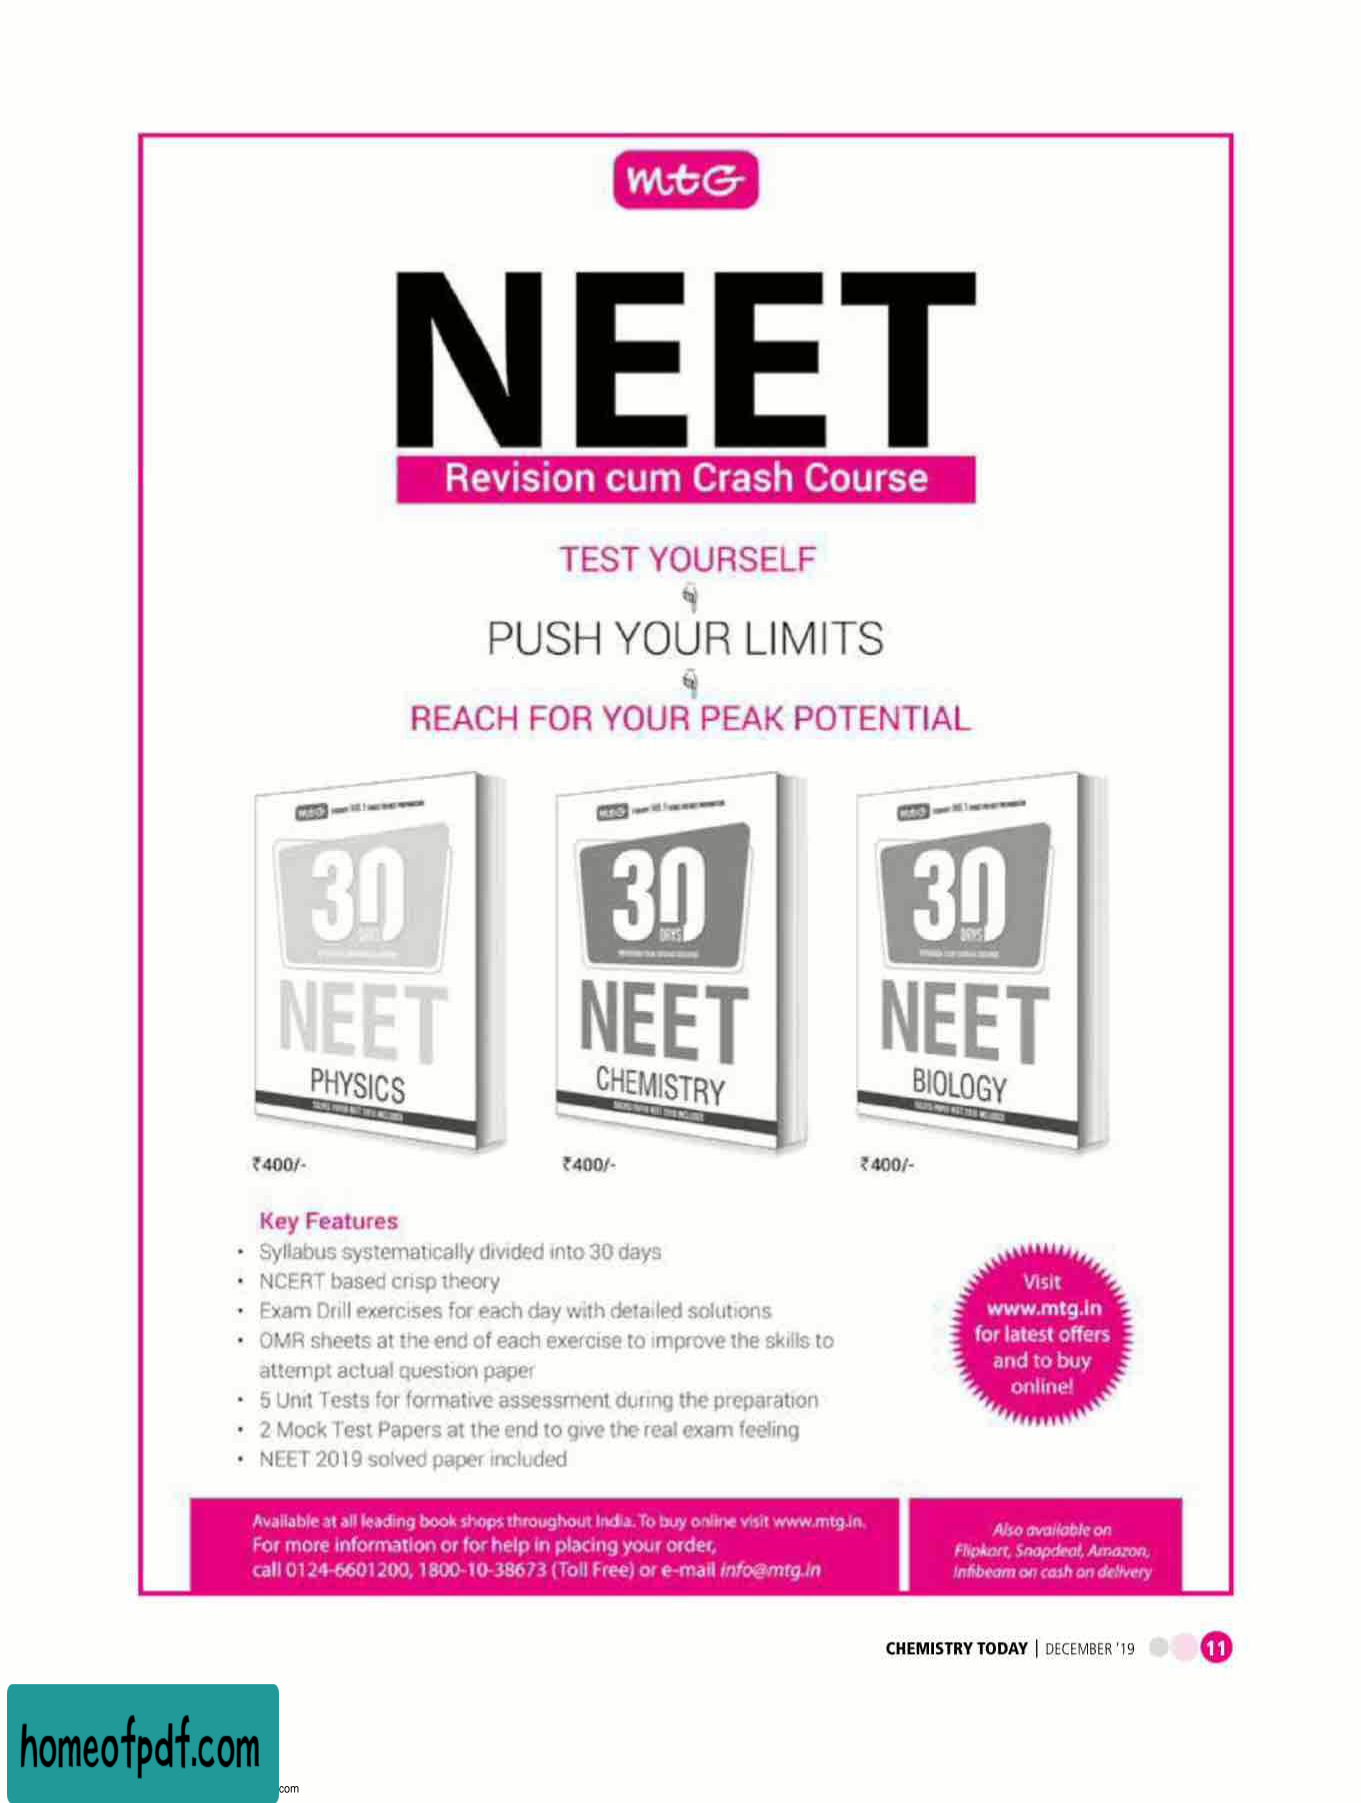 mtG
NEET
Revision cum Crash Course
TEST YOURSELF
PUSH YOUR LIMITS
REACH FOR YOUR PEAK POTENTIAL
mtG
30
DAYS
NEET
PHYSICS
₹400/-
mtG
30
DAYS
NEET
CHEMISTRY
₹400/-
mtG
30
DAYS
NEET
BIOLOGY
₹400/-
Key Features
• Syllabus systematically divided into 30 days
• NCERT based crisp theory
• Exam Drill exercises for each day with detailed solutions
• OMR sheets at the end of each exercise to improve the skills to
attempt actual question paper
• 5 Unit Tests for formative assessment during the preparation
• 2 Mock Test Papers at the end to give the real exam feeling
• NEET 2019 solved paper included
Visit
www.mtg.in
for latest offers
and to buy
online!
Available at all leading book shops throughout India. To buy online visit www.mtg.in.
For more information or for help in placing your order,
call 0124-6601200, 1800-10-38673 (Toll Free) or e-mail info@mtg.in
Also available on
Flipkart, Snapdeal, Amazon,
Infibeam on cash on delivery
CHEMISTRY TODAY | DECEMBER '19 11
homeofpdf.com
com